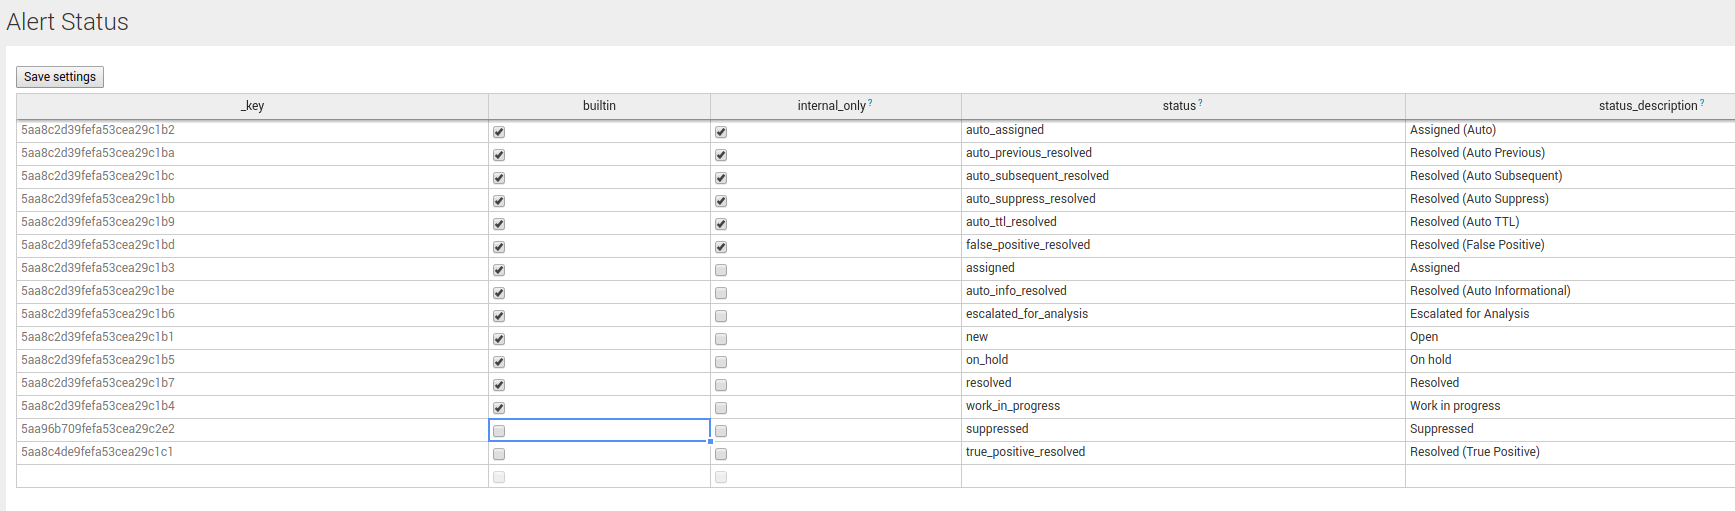 Alert Status
Save settings
_key builtin internal_only? status? status_description?
5aa8c2d39fefa53cea29c1b2 auto_assigned Assigned (Auto)
5aa8c2d39fefa53cea29c1ba auto_previous_resolved Resolved (Auto Previous)
5aa8c2d39fefa53cea29c1bc auto_subsequent_resolved Resolved (Auto Subsequent)
5aa8c2d39fefa53cea29c1bb auto_suppress_resolved Resolved (Auto Suppress)
5aa8c2d39fefa53cea29c1b9 auto_ttl_resolved Resolved (Auto TTL)
5aa8c2d39fefa53cea29c1bd false_positive_resolved Resolved (False Positive)
5aa8c2d39fefa53cea29c1b3 assigned Assigned
5aa8c2d39fefa53cea29c1be auto_info_resolved Resolved (Auto Informational)
5aa8c2d39fefa53cea29c1b6 escalated_for_analysis Escalated for Analysis
5aa8c2d39fefa53cea29c1b1 new Open
5aa8c2d39fefa53cea29c1b5 on_hold On hold
5aa8c2d39fefa53cea29c1b7 resolved Resolved
5aa8c2d39fefa53cea29c1b4 work_in_progress Work in progress
5aa96b709fefa53cea29c2e2 suppressed Suppressed
5aa8c4de9fefa53cea29c1c1 true_positive_resolved Resolved (True Positive)